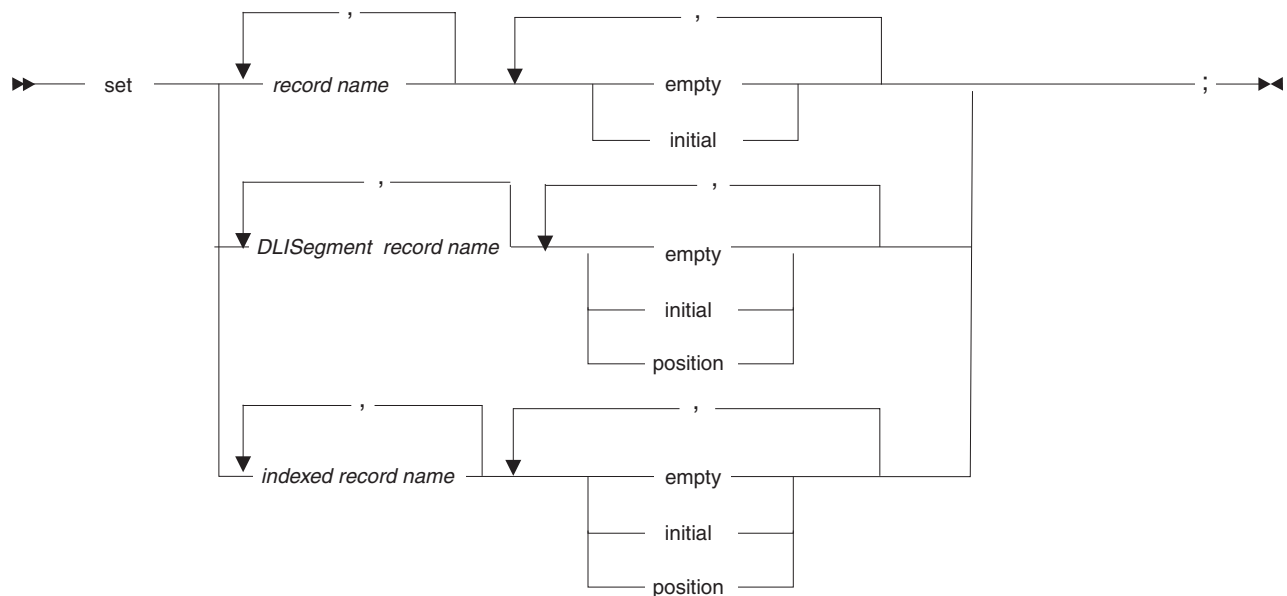 , ,
set record name empty ;
initial
, ,
DLISegment record name empty
initial
position
, ,
indexed record name empty
initial
position